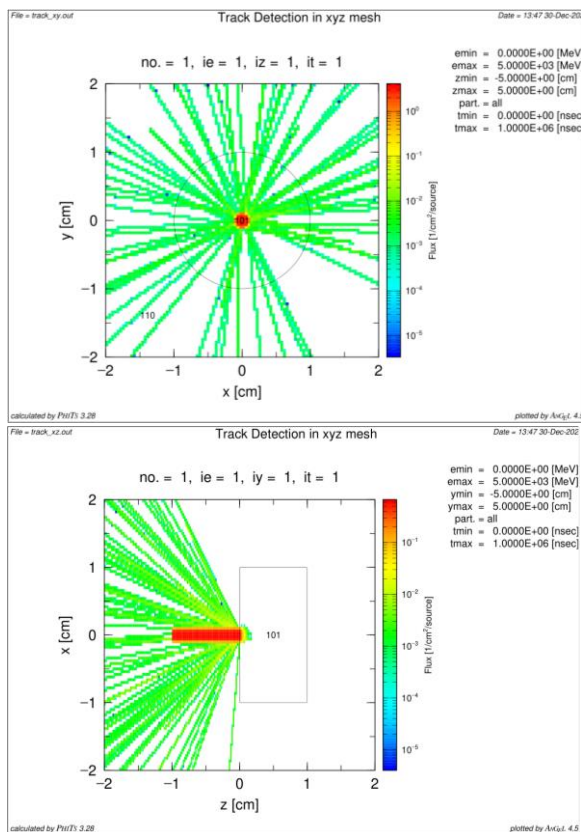 File = track_xy.out
Track Detection in xyz mesh
Date = 13:47 30-Dec-202
no. = 1, ie = 1, iz = 1, it = 1
emin = 0.0000E+00 [MeV]
emax = 5.0000E+03 [MeV]
zmin = -5.0000E+00 [cm]
zmax = 5.0000E+00 [cm]
part. = all
tmin = 0.0000E+00 [nsec]
tmax = 1.0000E+06 [nsec]
2
1
0
−1
−2
y [cm]
101
110
−2 −1 0 1 2
x [cm]
10^0
10^-1
10^-2
10^-3
10^-4
10^-5
Flux [1/cm²/source]
calculated by PHITS 3.28
plotted by ANGEL 4.5
File = track_xz.out
Track Detection in xyz mesh
Date = 13:47 30-Dec-202
no. = 1, ie = 1, iy = 1, it = 1
emin = 0.0000E+00 [MeV]
emax = 5.0000E+03 [MeV]
ymin = -5.0000E+00 [cm]
ymax = 5.0000E+00 [cm]
part. = all
tmin = 0.0000E+00 [nsec]
tmax = 1.0000E+06 [nsec]
2
1
0
−1
−2
x [cm]
101
−2 −1 0 1 2
z [cm]
10^-1
10^-2
10^-3
10^-4
10^-5
Flux [1/cm²/source]
calculated by PHITS 3.28
plotted by ANGEL 4.5